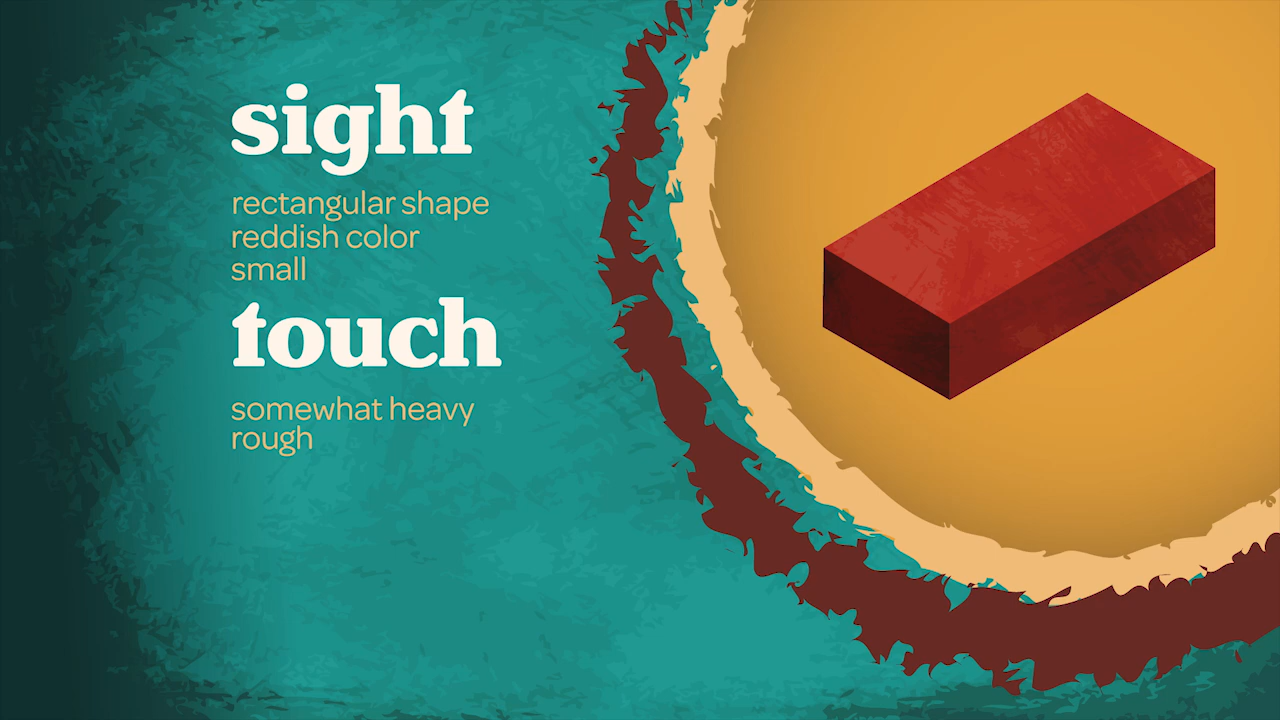 sight
rectangular shape
reddish color
small
touch
somewhat heavy
rough